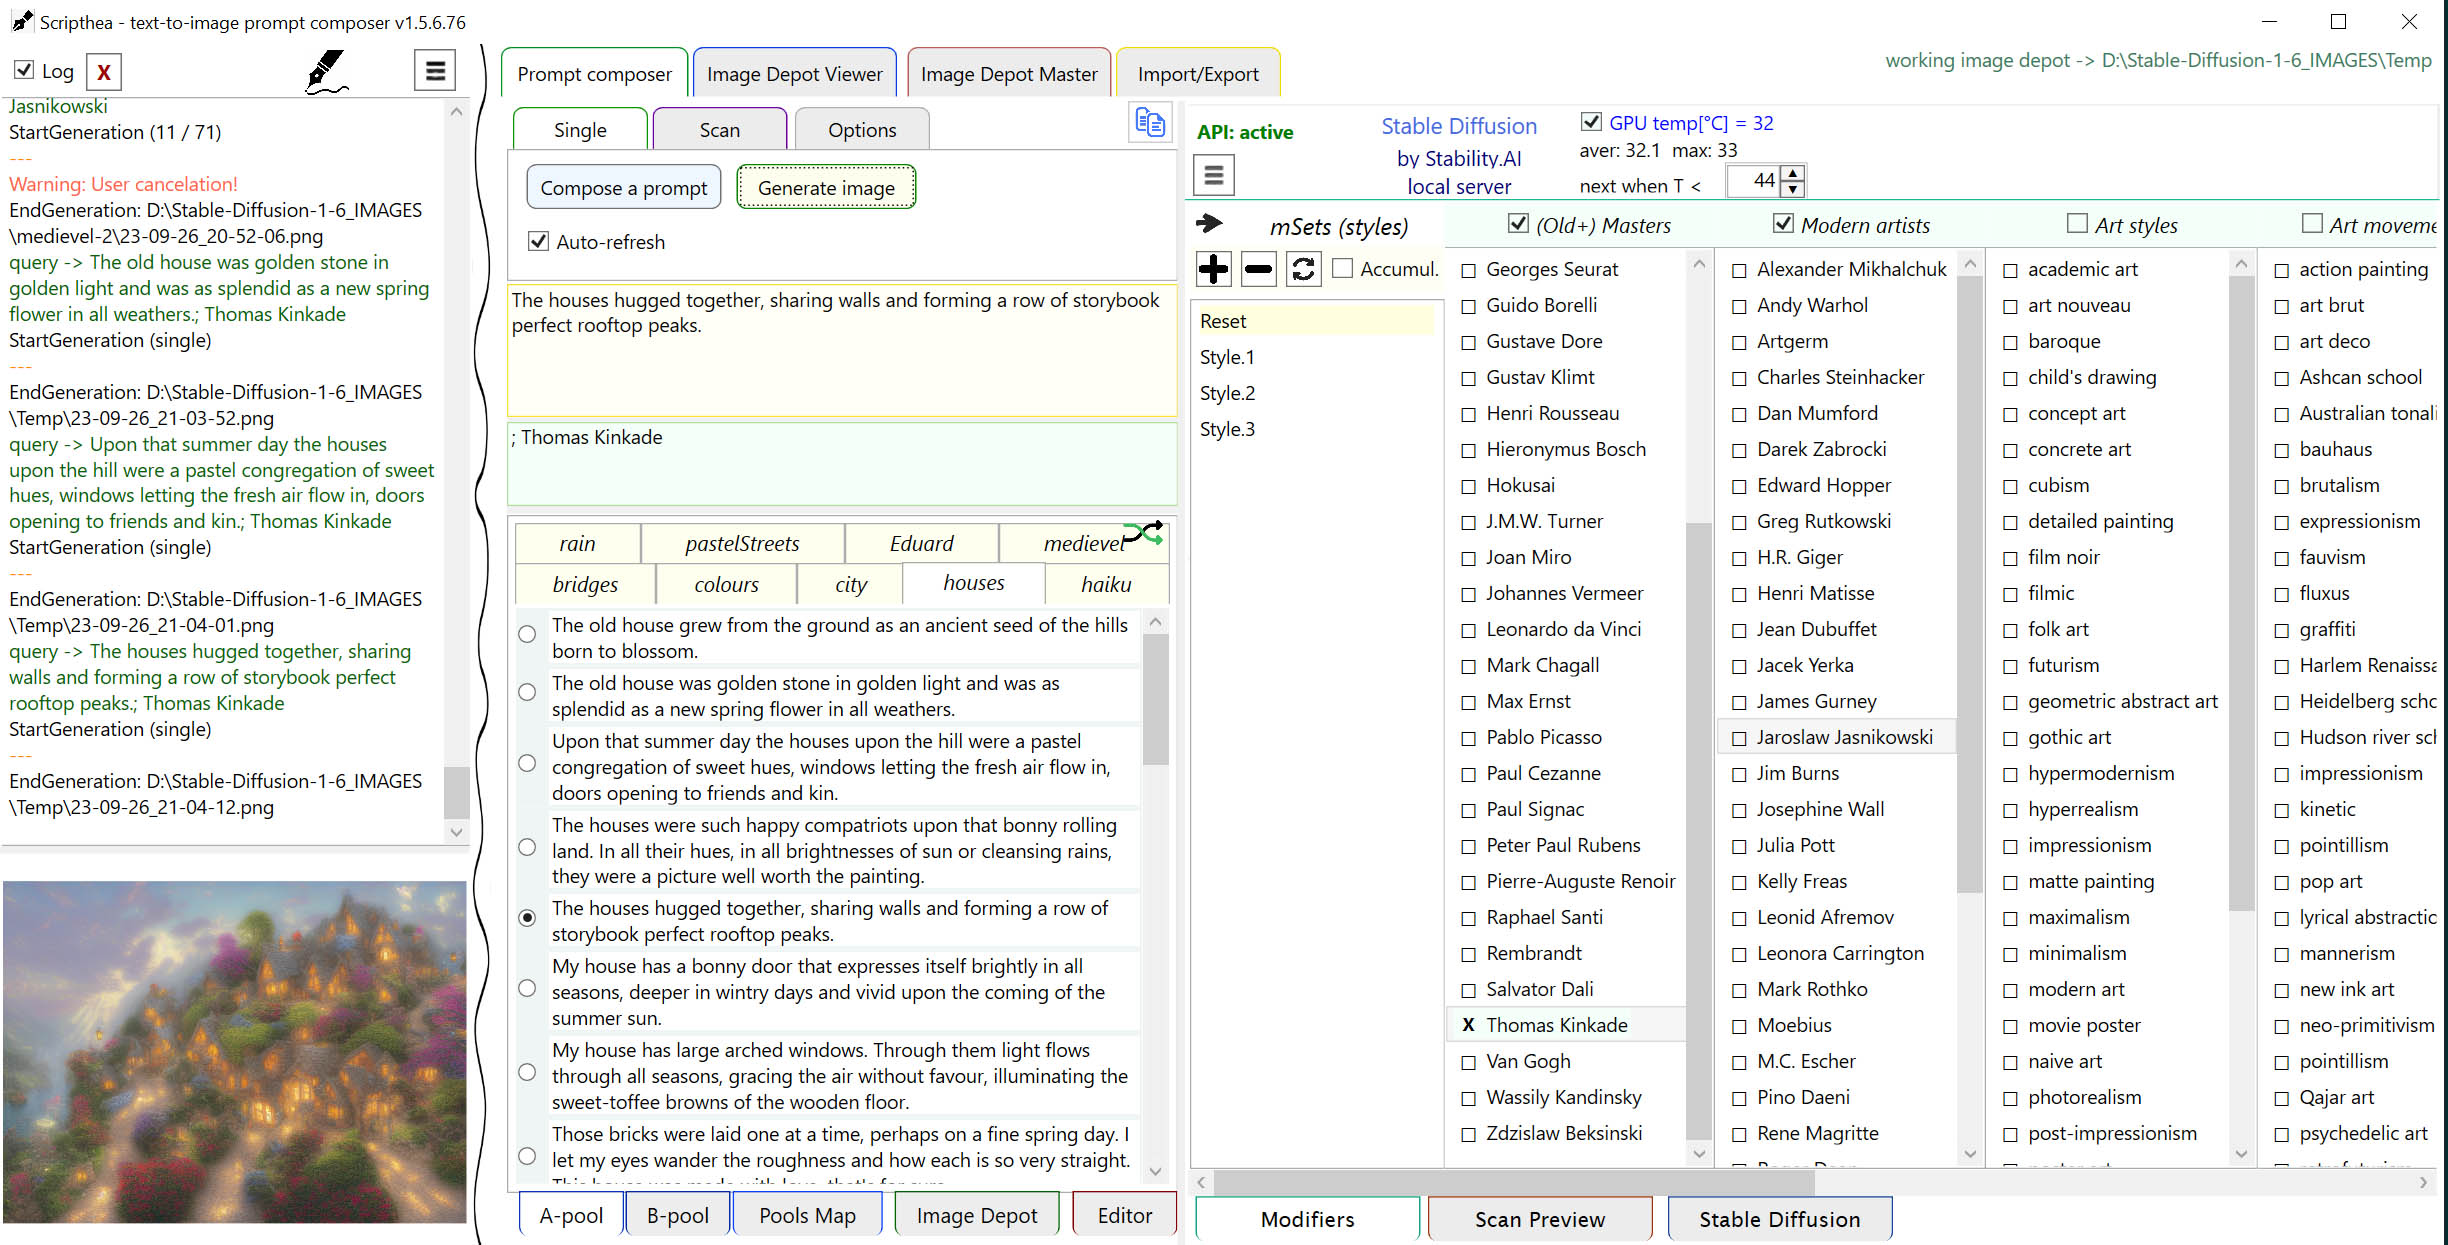 Scripthea - text-to-image prompt composer v1.5.6.76
Log
X
Jasnikowski
StartGeneration (11 / 71)
---
Warning: User cancelation!
EndGeneration: D:\Stable-Diffusion-1-6_IMAGES
\medievel-2\23-09-26_20-52-06.png
query -> The old house was golden stone in
golden light and was as splendid as a new spring
flower in all weathers.; Thomas Kinkade
StartGeneration (single)
---
EndGeneration: D:\Stable-Diffusion-1-6_IMAGES
\Temp\23-09-26_21-03-52.png
query -> Upon that summer day the houses
upon the hill were a pastel congregation of sweet
hues, windows letting the fresh air flow in, doors
opening to friends and kin.; Thomas Kinkade
StartGeneration (single)
---
EndGeneration: D:\Stable-Diffusion-1-6_IMAGES
\Temp\23-09-26_21-04-01.png
query -> The houses hugged together, sharing
walls and forming a row of storybook perfect
rooftop peaks.; Thomas Kinkade
StartGeneration (single)
---
EndGeneration: D:\Stable-Diffusion-1-6_IMAGES
\Temp\23-09-26_21-04-12.png
Prompt composer
Image Depot Viewer
Image Depot Master
Import/Export
working image depot -> D:\Stable-Diffusion-1-6_IMAGES\Temp
Single
Scan
Options
Compose a prompt
Generate image
Auto-refresh
The houses hugged together, sharing walls and forming a row of storybook
perfect rooftop peaks.
; Thomas Kinkade
rain
pastelStreets
Eduard
medievel
bridges
colours
city
houses
haiku
The old house grew from the ground as an ancient seed of the hills
born to blossom.
The old house was golden stone in golden light and was as
splendid as a new spring flower in all weathers.
Upon that summer day the houses upon the hill were a pastel
congregation of sweet hues, windows letting the fresh air flow in,
doors opening to friends and kin.
The houses were such happy compatriots upon that bonny rolling
land. In all their hues, in all brightnesses of sun or cleansing rains,
they were a picture well worth the painting.
The houses hugged together, sharing walls and forming a row of
storybook perfect rooftop peaks.
My house has a bonny door that expresses itself brightly in all
seasons, deeper in wintry days and vivid upon the coming of the
summer sun.
My house has large arched windows. Through them light flows
through all seasons, gracing the air without favour, illuminating the
sweet-toffee browns of the wooden floor.
Those bricks were laid one at a time, perhaps on a fine spring day. I
let my eyes wander the roughness and how each is so very straight.
A-pool
B-pool
Pools Map
Image Depot
Editor
API: active
Stable Diffusion
by Stability.AI
local server
GPU temp[°C] = 32
aver: 32.1 max: 33
next when T <
44
mSets (styles)
Accumul.
Reset
Style.1
Style.2
Style.3
(Old+) Masters
Georges Seurat
Guido Borelli
Gustave Dore
Gustav Klimt
Henri Rousseau
Hieronymus Bosch
Hokusai
J.M.W. Turner
Joan Miro
Johannes Vermeer
Leonardo da Vinci
Mark Chagall
Max Ernst
Pablo Picasso
Paul Cezanne
Paul Signac
Peter Paul Rubens
Pierre-Auguste Renoir
Raphael Santi
Rembrandt
Salvator Dali
X Thomas Kinkade
Van Gogh
Wassily Kandinsky
Zdzislaw Beksinski
Modern artists
Alexander Mikhalchuk
Andy Warhol
Artgerm
Charles Steinhacker
Dan Mumford
Darek Zabrocki
Edward Hopper
Greg Rutkowski
H.R. Giger
Henri Matisse
Jean Dubuffet
Jacek Yerka
James Gurney
Jaroslaw Jasnikowski
Jim Burns
Josephine Wall
Julia Pott
Kelly Freas
Leonid Afremov
Leonora Carrington
Mark Rothko
Moebius
M.C. Escher
Pino Daeni
Rene Magritte
Art styles
academic art
art nouveau
baroque
child's drawing
concept art
concrete art
cubism
detailed painting
film noir
filmic
folk art
futurism
geometric abstract art
gothic art
hypermodernism
hyperrealism
impressionism
matte painting
maximalism
minimalism
modern art
movie poster
naive art
photorealism
post-impressionism
Art moveme
action painting
art brut
art deco
Ashcan school
Australian tonali
bauhaus
brutalism
expressionism
fauvism
fluxus
graffiti
Harlem Renaissa
Heidelberg scho
Hudson river sch
impressionism
kinetic
pointillism
pop art
lyrical abstractic
mannerism
new ink art
neo-primitivism
pointillism
Qajar art
psychedelic art
Modifiers
Scan Preview
Stable Diffusion